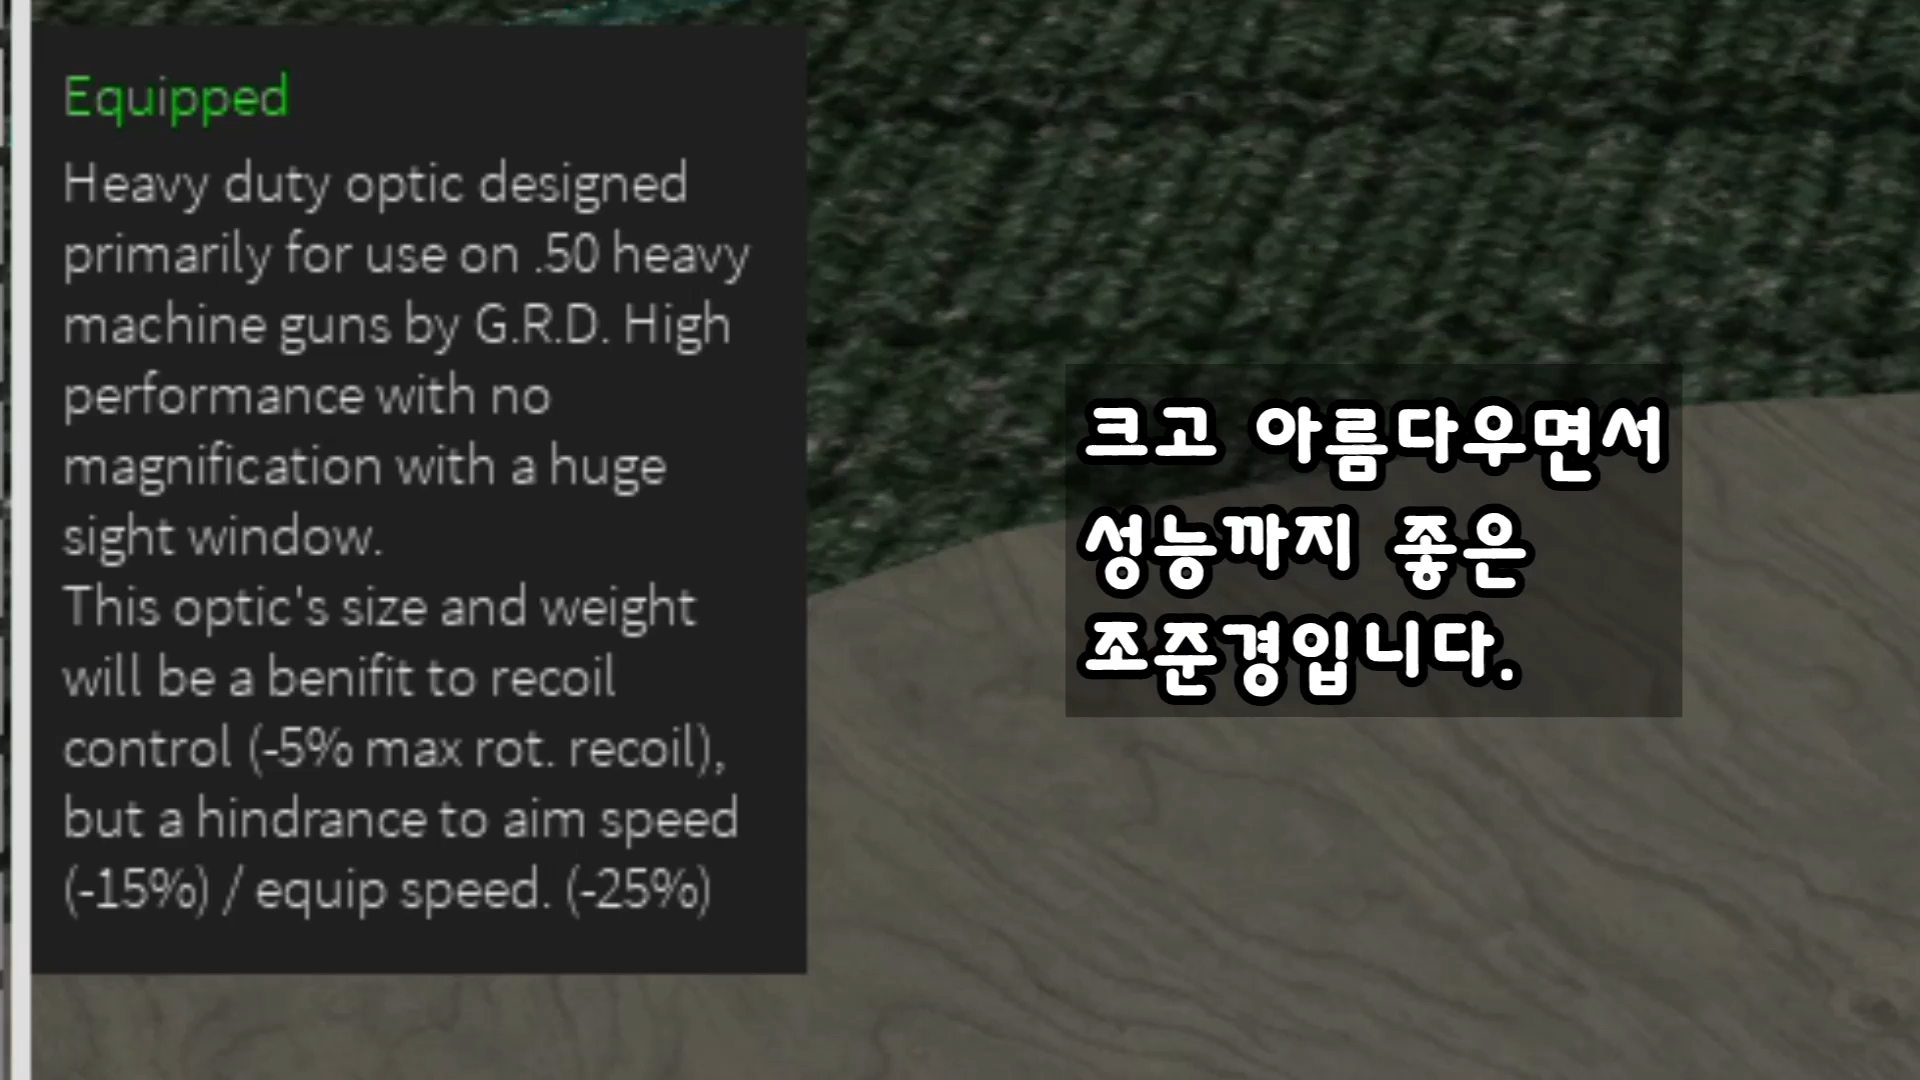 Equipped
Heavy duty optic designed
primarily for use on .50 heavy
machine guns by G.R.D. High
performance with no
magnification with a huge
sight window.
This optic's size and weight
will be a benifit to recoil
control (-5% max rot. recoil),
but a hindrance to aim speed
(-15%) / equip speed. (-25%)
크고 아름다우면서
성능까지 좋은
조준경입니다.